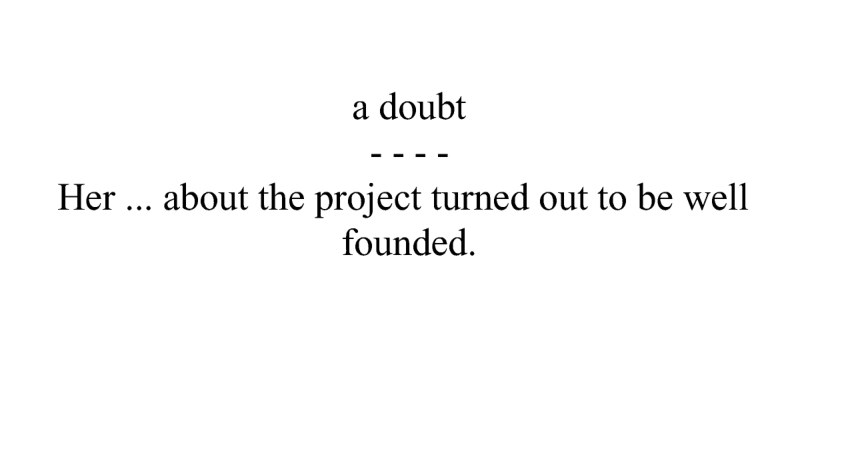 a doubt
- - - -
Her ... about the project turned out to be well
founded.